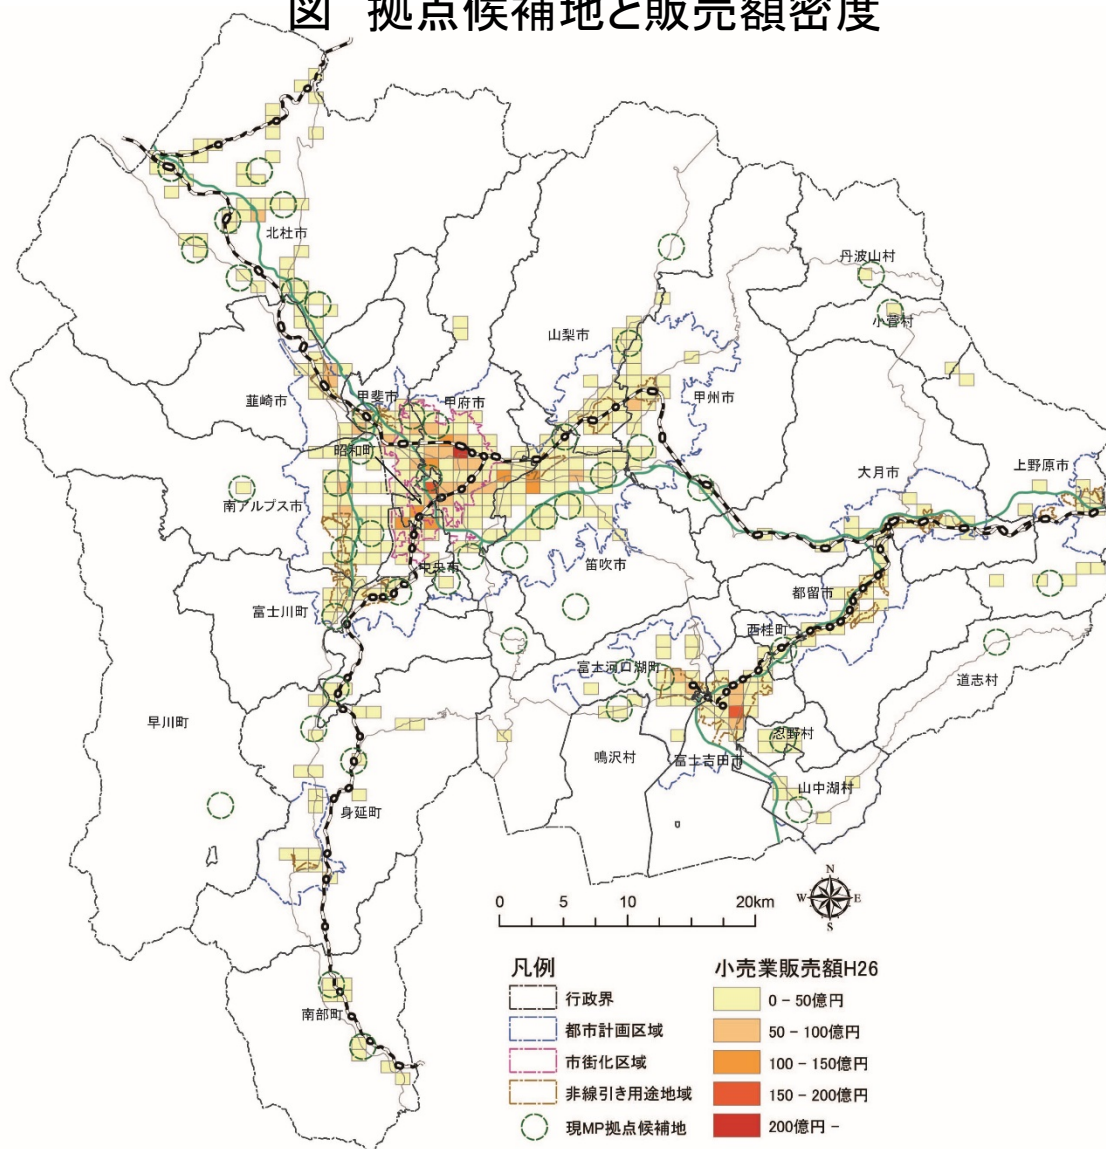 図 拠点候補地と販売額密度
北杜市
丹波山村
小菅村
山梨市
韮崎市
甲斐市
甲府市
甲州市
昭和町
大月市
上野原市
南アルプス市
笛吹市
中央市
都留市
富士川町
西桂町
富士河口湖町
道志村
早川町
忍野村
鳴沢村
富士吉田市
山中湖村
身延町
南部町
N
W E
S
0 5 10 20km
凡例
行政界
都市計画区域
市街化区域
非線引き用途地域
現MP拠点候補地
小売業販売額H26
0 - 50億円
50 - 100億円
100 - 150億円
150 - 200億円
200億円 -